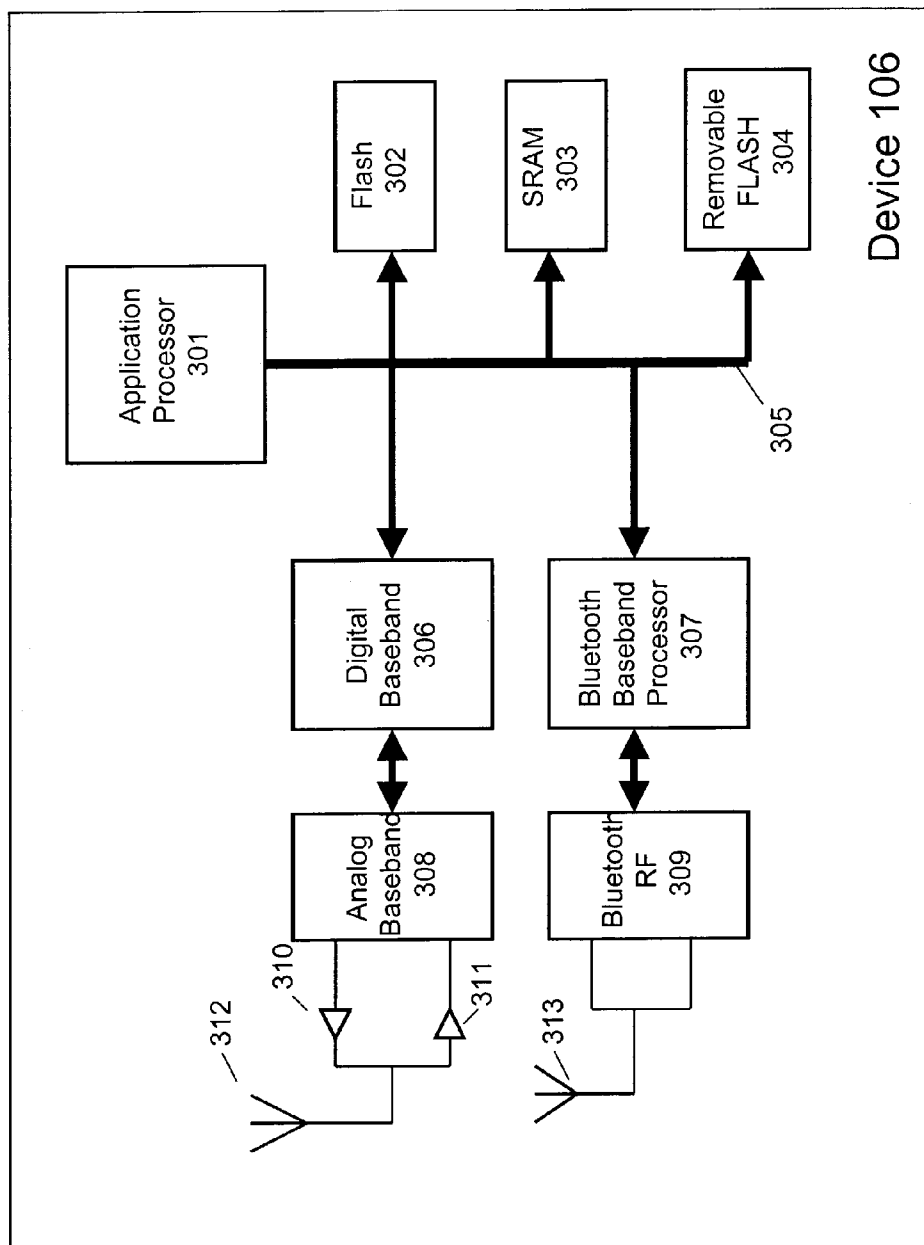 Application
Processor
301
Flash
302
SRAM
303
Removable
FLASH
304
305
Digital
Baseband
306
Bluetooth
Baseband
Processor
307
Analog
Baseband
308
Bluetooth
RF
309
310
311
312
313
Device 106